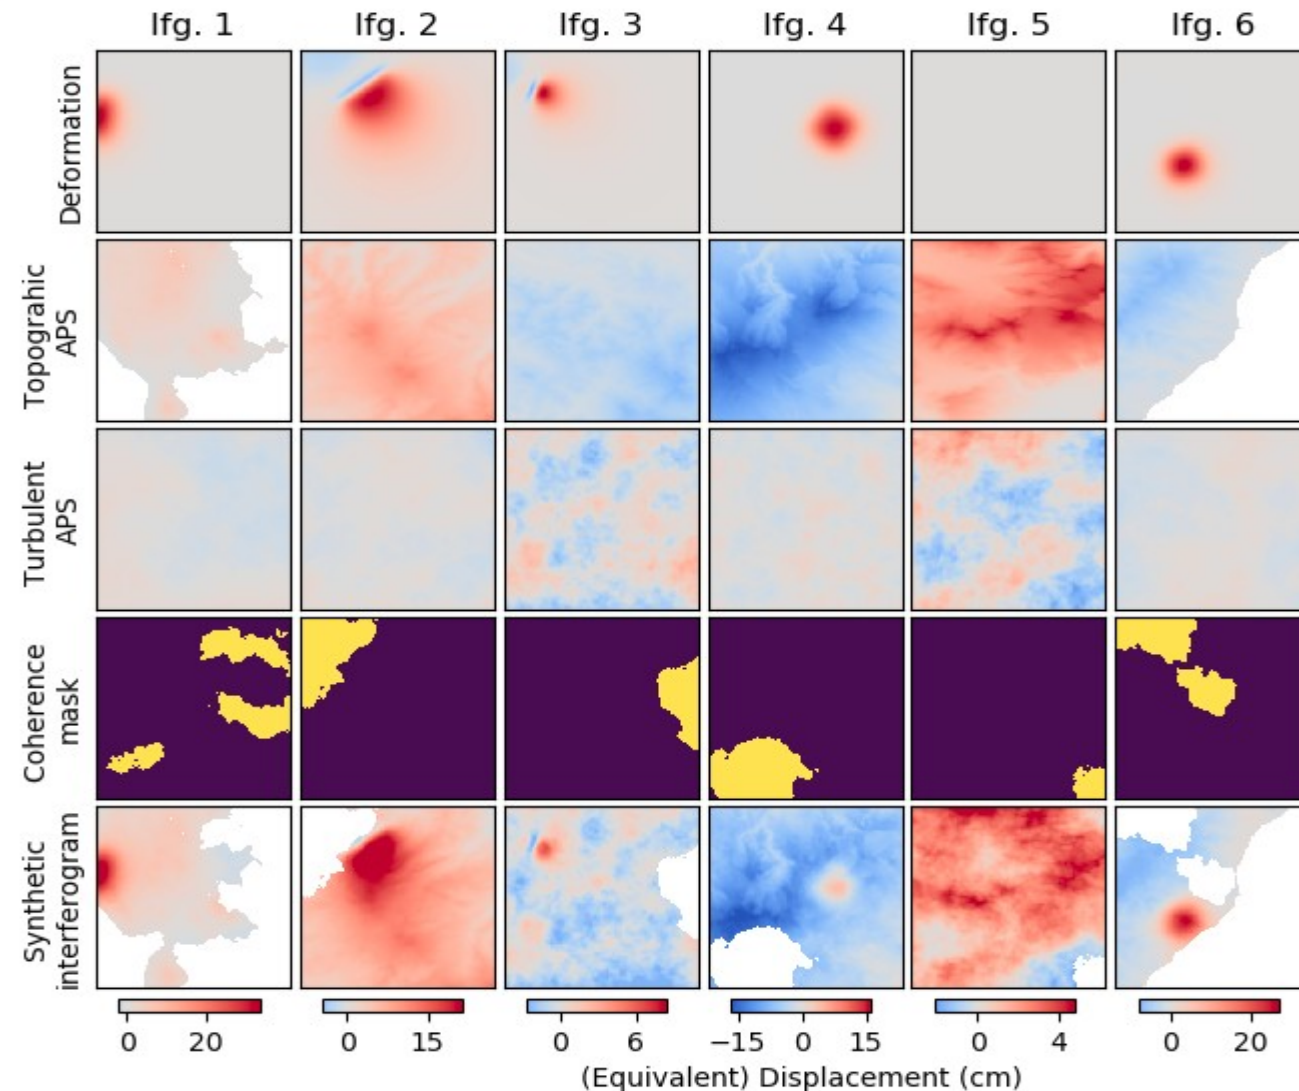 Ifg. 1 Ifg. 2 Ifg. 3 Ifg. 4 Ifg. 5 Ifg. 6
Deformation
Topograhic
APS
Turbulent
APS
Coherence
mask
Synthetic
interferogram
0 20 0 15 0 6 −15 0 15 0 4 0 20
(Equivalent) Displacement (cm)